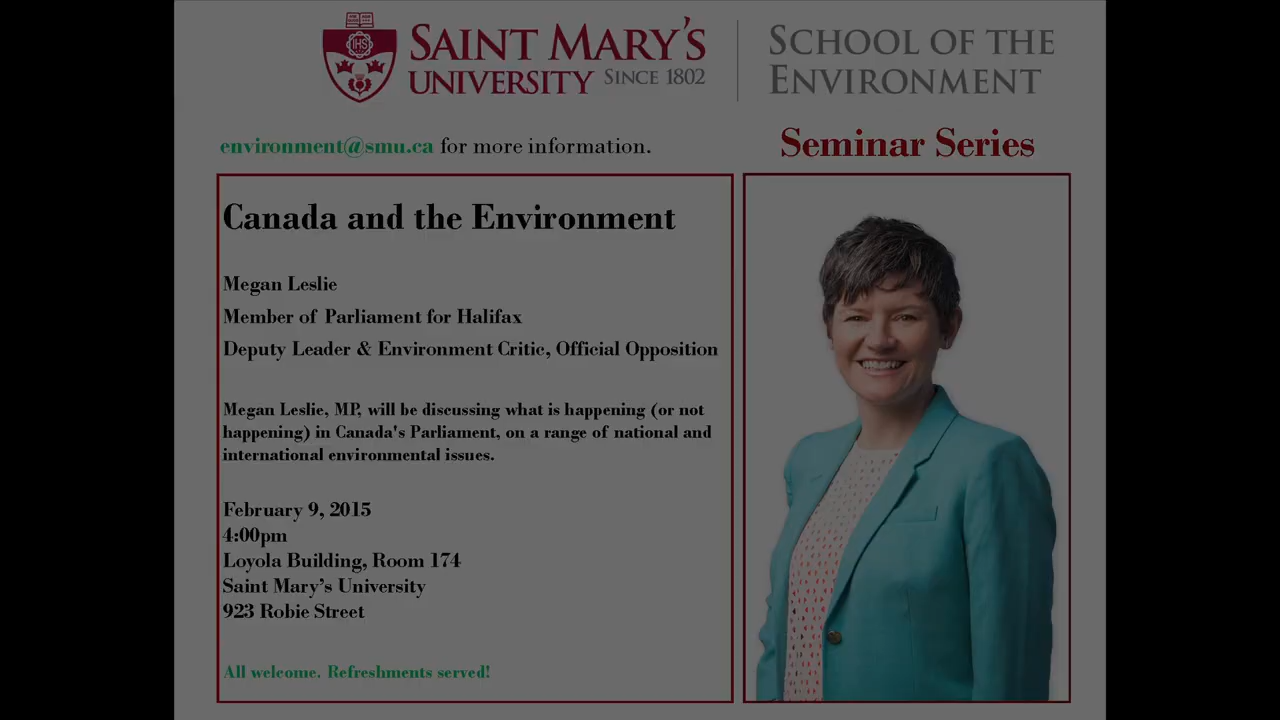 IHS
SAINT MARY'S
UNIVERSITY SINCE 1802
SCHOOL OF THE
ENVIRONMENT
environment@smu.ca for more information.
Seminar Series
Canada and the Environment
Megan Leslie
Member of Parliament for Halifax
Deputy Leader & Environment Critic, Official Opposition
Megan Leslie, MP, will be discussing what is happening (or not
happening) in Canada's Parliament, on a range of national and
international environmental issues.
February 9, 2015
4:00pm
Loyola Building, Room 174
Saint Mary’s University
923 Robie Street
All welcome. Refreshments served!